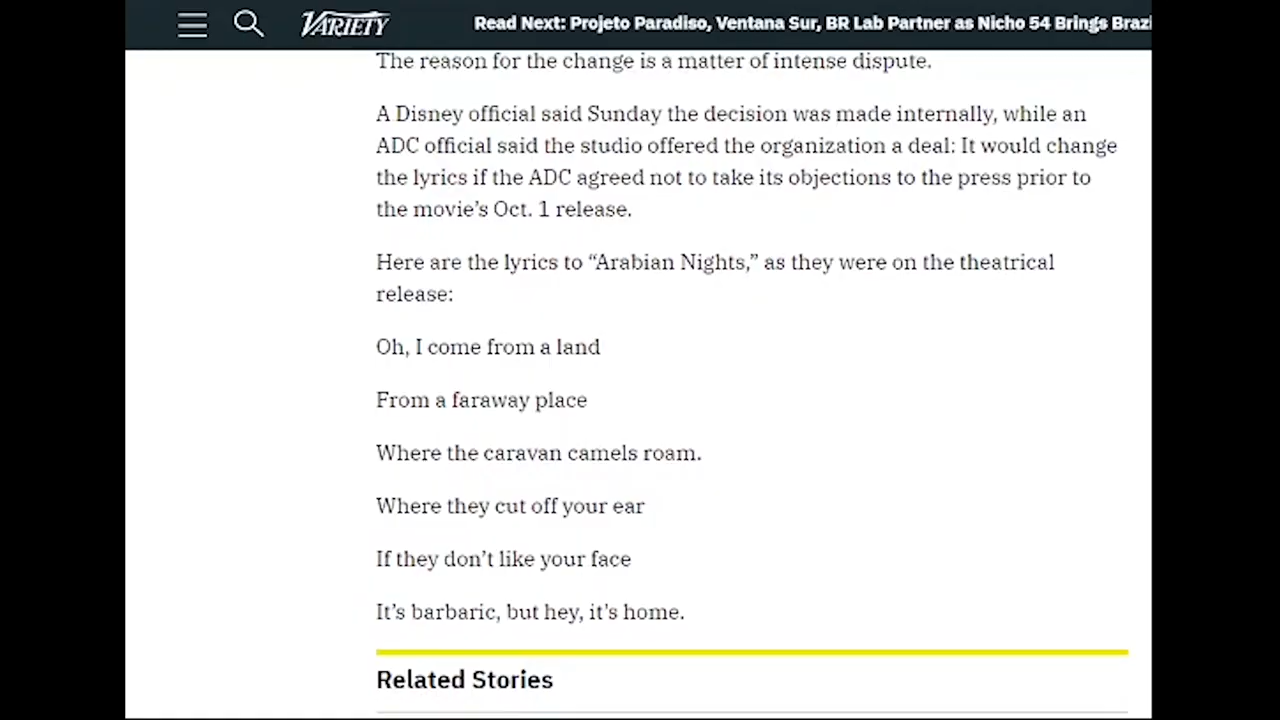 VARIETY
Read Next: Projeto Paradiso, Ventana Sur, BR Lab Partner as Nicho 54 Brings Brazi
The reason for the change is a matter of intense dispute.
A Disney official said Sunday the decision was made internally, while an
ADC official said the studio offered the organization a deal: It would change
the lyrics if the ADC agreed not to take its objections to the press prior to
the movie’s Oct. 1 release.
Here are the lyrics to “Arabian Nights,” as they were on the theatrical
release:
Oh, I come from a land
From a faraway place
Where the caravan camels roam.
Where they cut off your ear
If they don’t like your face
It’s barbaric, but hey, it’s home.
Related Stories